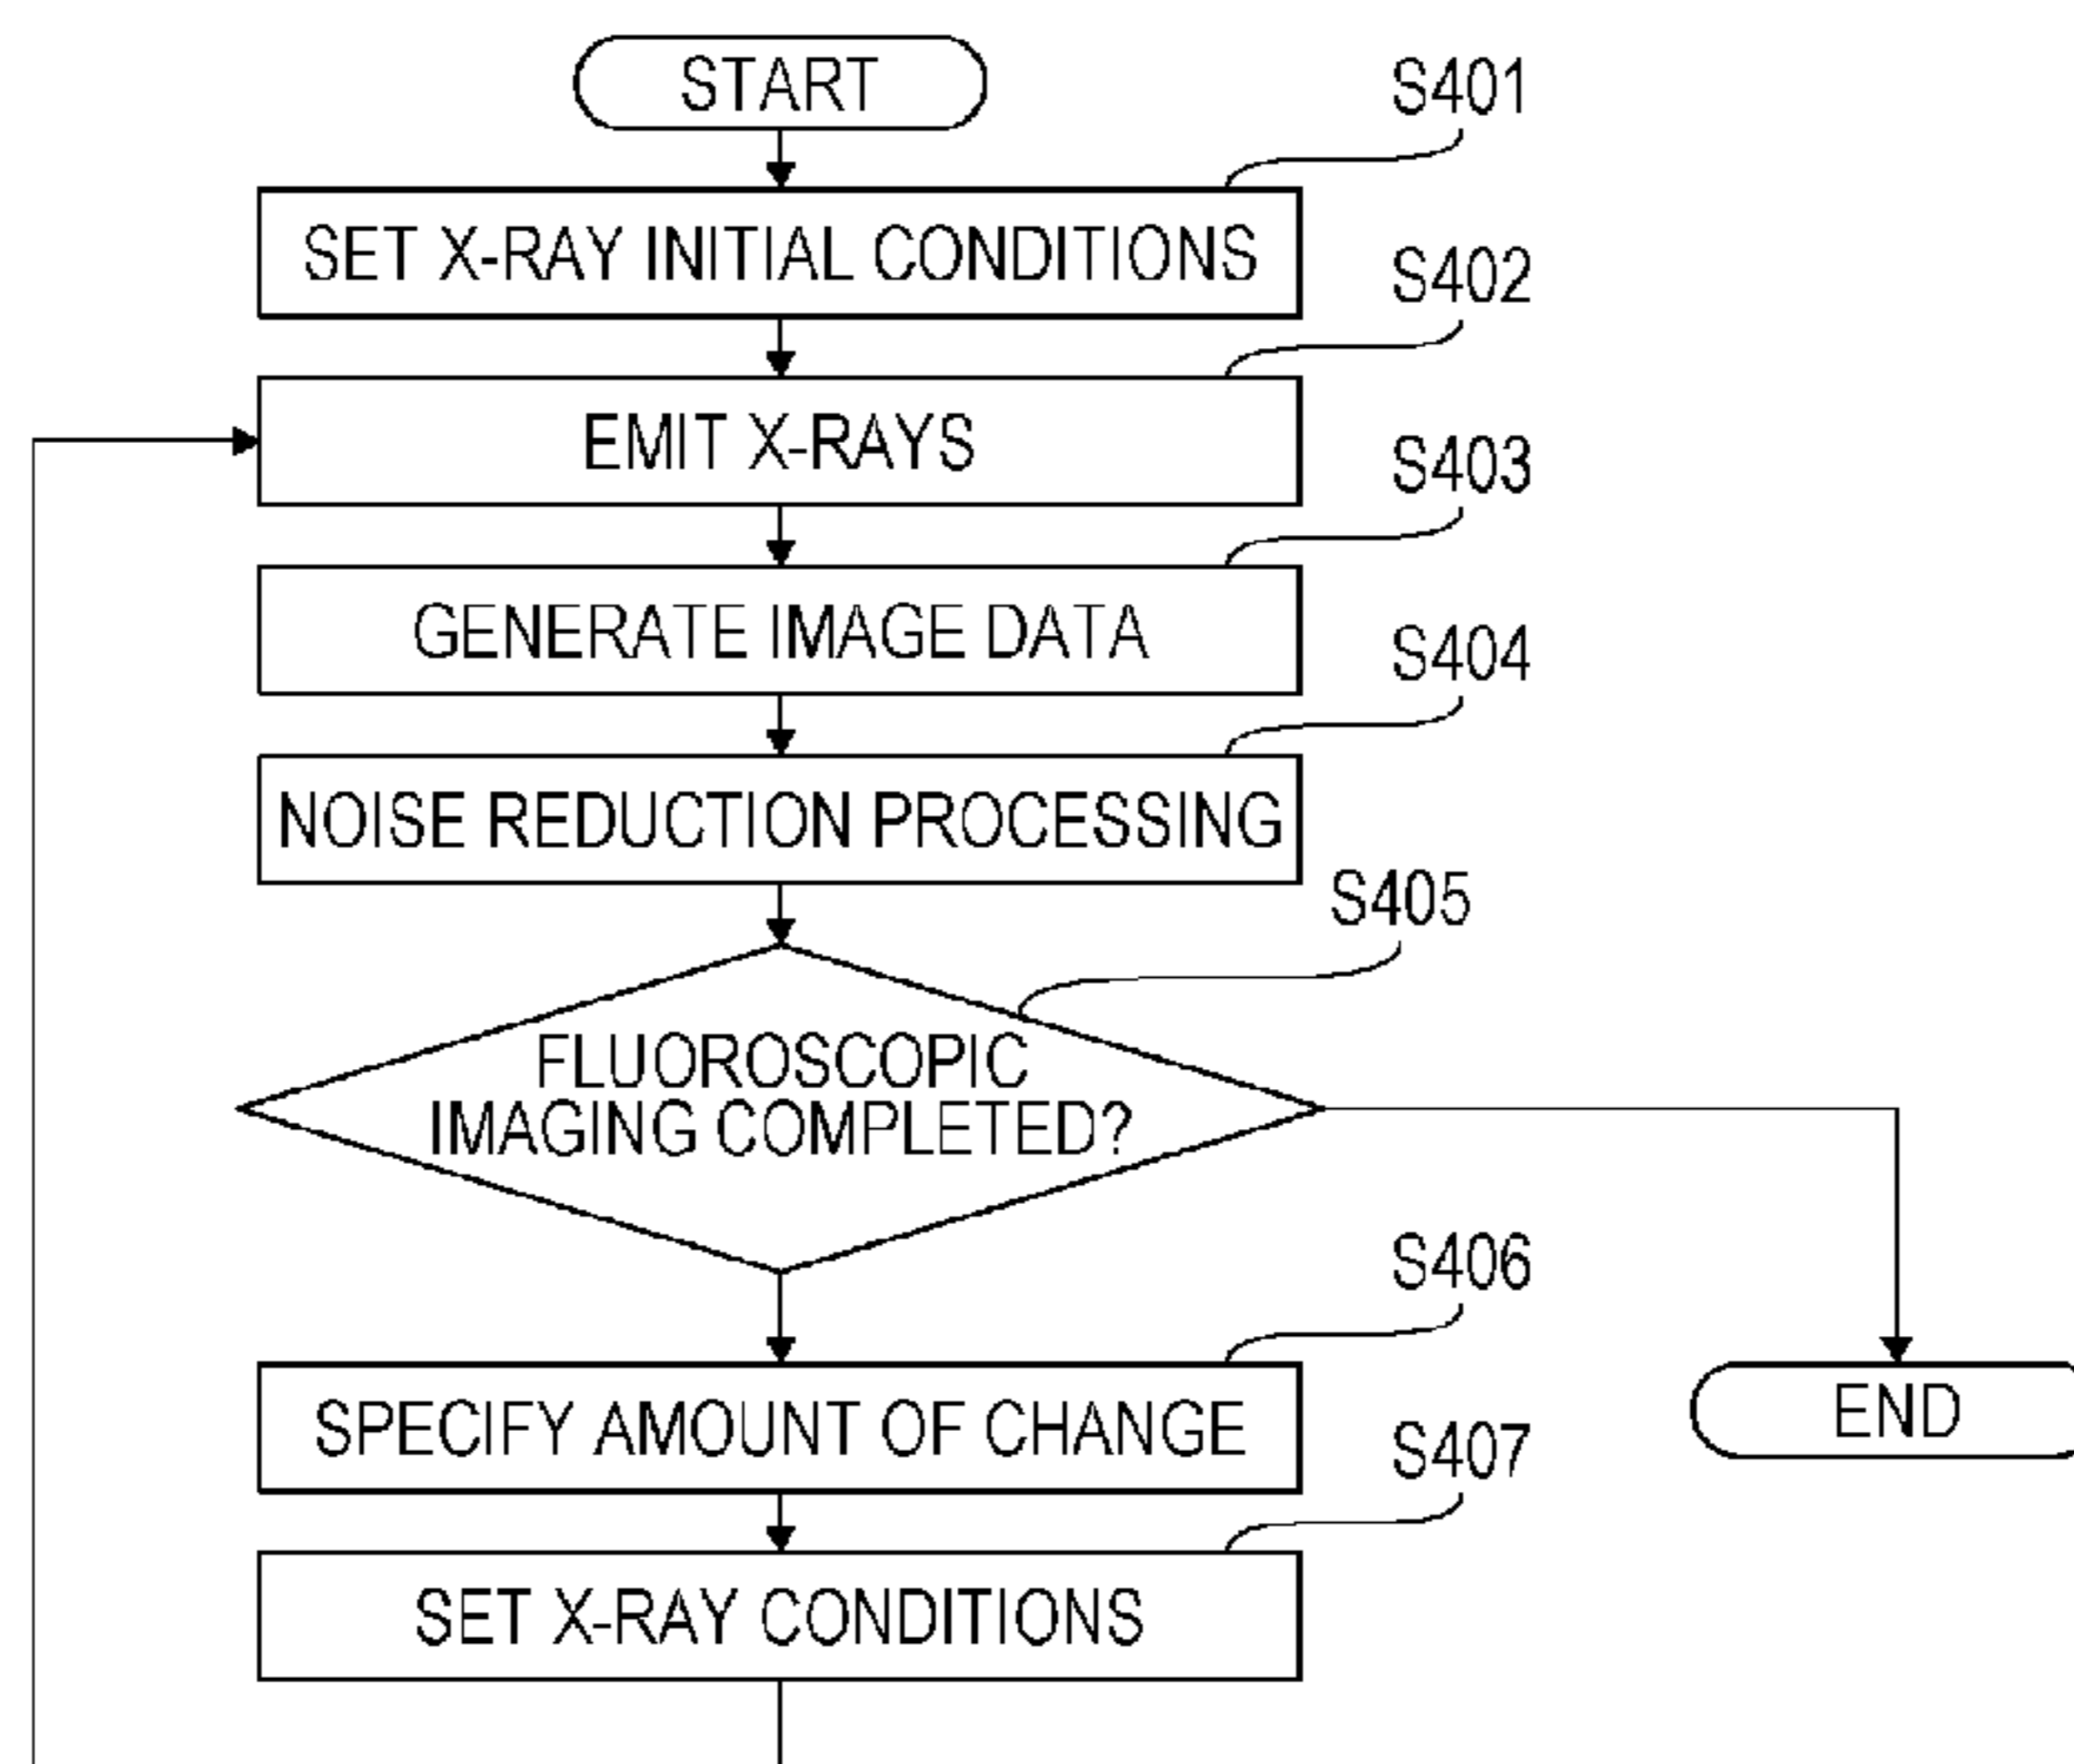 START
S401
SET X-RAY INITIAL CONDITIONS
S402
EMIT X-RAYS
S403
GENERATE IMAGE DATA
S404
NOISE REDUCTION PROCESSING
S405
FLUOROSCOPIC
IMAGING COMPLETED?
S406
SPECIFY AMOUNT OF CHANGE
END
S407
SET X-RAY CONDITIONS